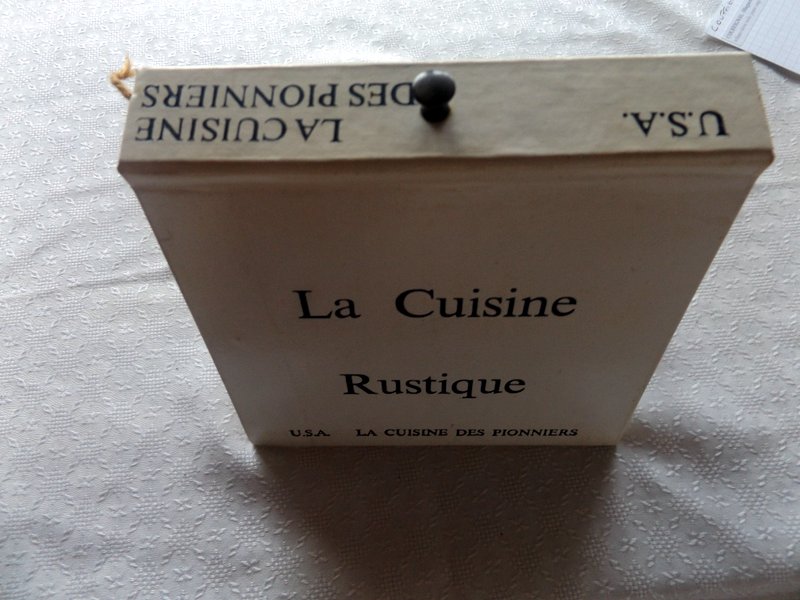 LA CUISINE
DES PIONNIERS
U.S.A.
La Cuisine
Rustique
U.S.A. LA CUISINE DES PIONNIERS